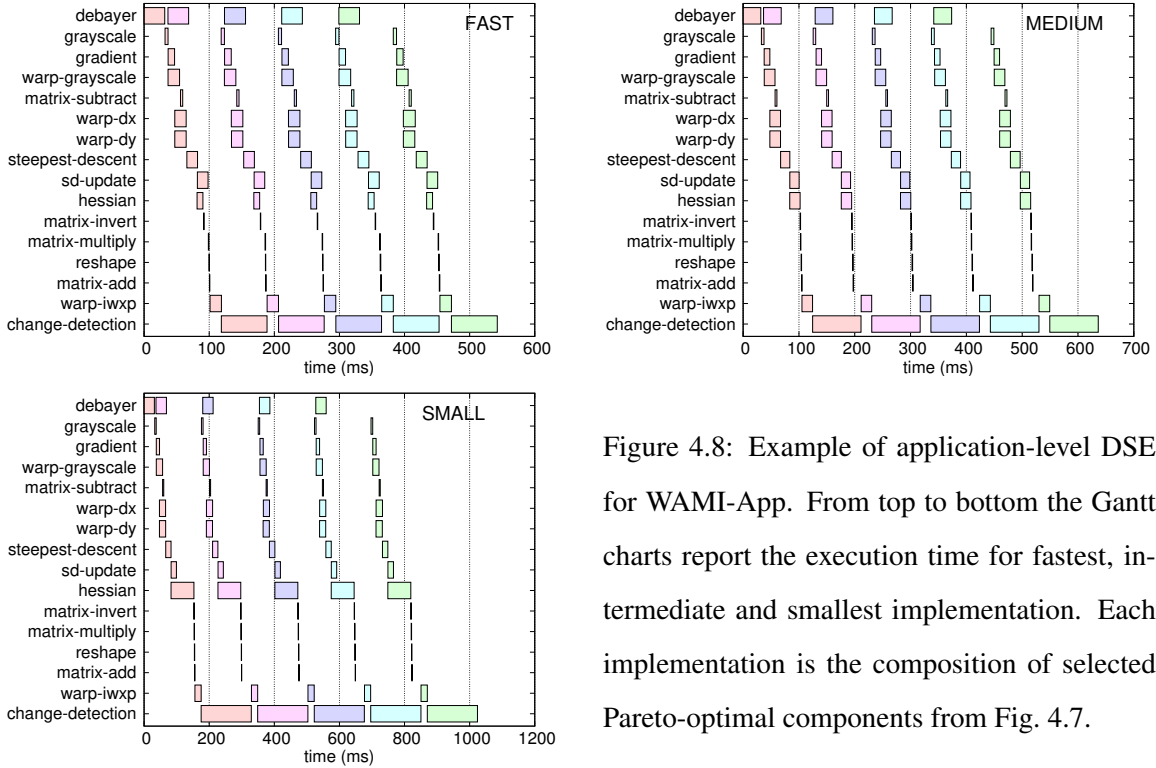 debayer
grayscale
gradient
warp-grayscale
matrix-subtract
warp-dx
warp-dy
steepest-descent
sd-update
hessian
matrix-invert
matrix-multiply
reshape
matrix-add
warp-iwxp
change-detection
FAST
0 100 200 300 400 500 600
time (ms)
debayer
grayscale
gradient
warp-grayscale
matrix-subtract
warp-dx
warp-dy
steepest-descent
sd-update
hessian
matrix-invert
matrix-multiply
reshape
matrix-add
warp-iwxp
change-detection
MEDIUM
0 100 200 300 400 500 600 700
time (ms)
debayer
grayscale
gradient
warp-grayscale
matrix-subtract
warp-dx
warp-dy
steepest-descent
sd-update
hessian
matrix-invert
matrix-multiply
reshape
matrix-add
warp-iwxp
change-detection
SMALL
0 200 400 600 800 1000 1200
time (ms)
Figure 4.8: Example of application-level DSE
for WAMI-App. From top to bottom the Gantt
charts report the execution time for fastest, in-
termediate and smallest implementation. Each
implementation is the composition of selected
Pareto-optimal components from Fig. 4.7.